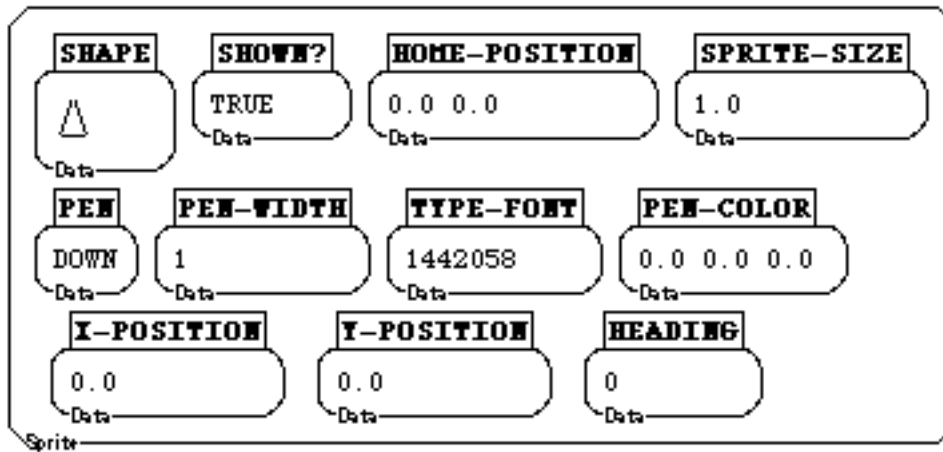 SHAPE SHOWN? HOME-POSITION SPRITE-SIZE
TRUE 0.0 0.0 1.0
Data Data Data
Data
PEN PEN-WIDTH TYPE-FONT PEN-COLOR
DOWN 1 1442058 0.0 0.0 0.0
Data Data Data Data
X-POSITION Y-POSITION HEADING
0.0 0.0 0
Data Data Data
Sprite